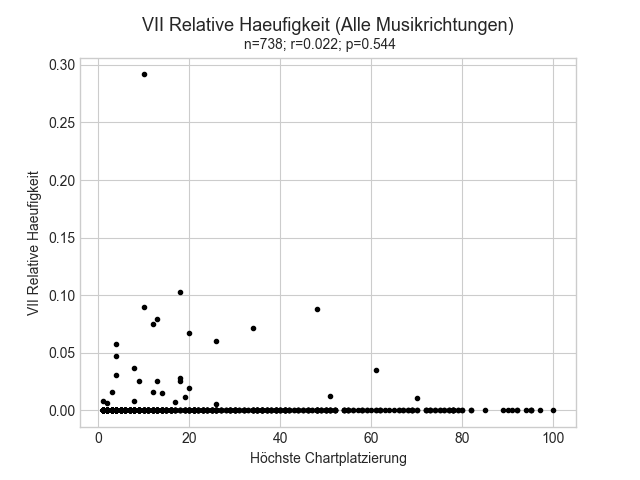 VII Relative Haeufigkeit (Alle Musikrichtungen)
n=738; r=0.022; p=0.544
VII Relative Haeufigkeit
0.30
0.25
0.20
0.15
0.10
0.05
0.00
0 20 40 60 80 100
Höchste Chartplatzierung